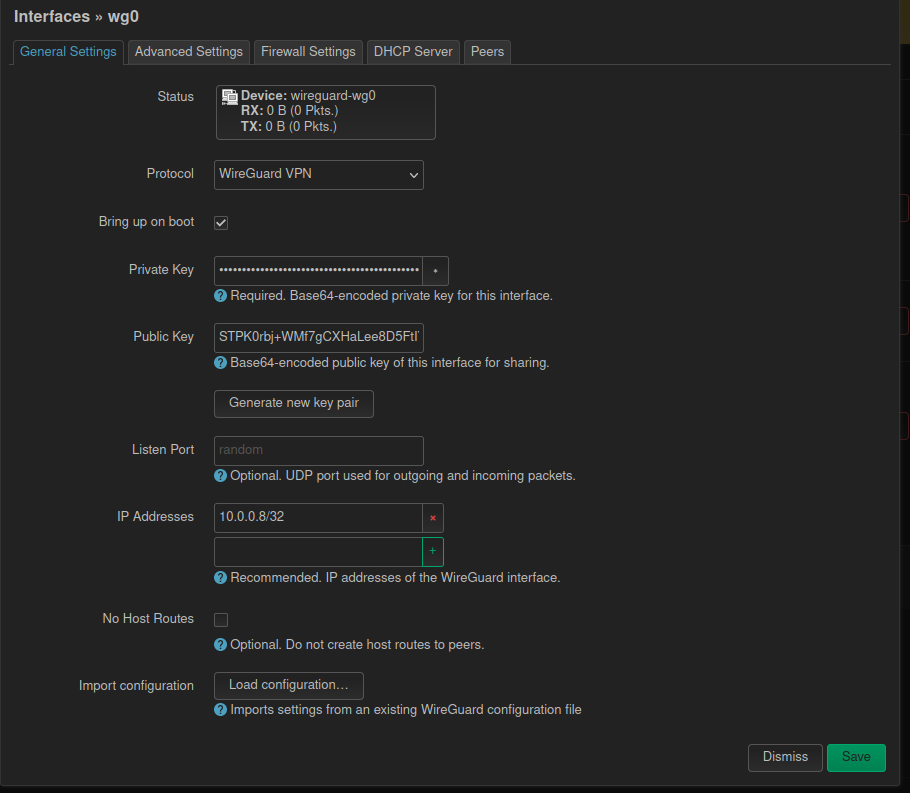 Interfaces » wg0
General Settings
Advanced Settings
Firewall Settings
DHCP Server
Peers
Status
Device: wireguard-wg0
RX: 0 B (0 Pkts.)
TX: 0 B (0 Pkts.)
Protocol
WireGuard VPN
Bring up on boot
Private Key
Required. Base64-encoded private key for this interface.
Public Key
STPK0rbj+WMf7gCXHaLee8D5FtI
Base64-encoded public key of this interface for sharing.
Generate new key pair
Listen Port
random
Optional. UDP port used for outgoing and incoming packets.
IP Addresses
10.0.0.8/32
Recommended. IP addresses of the WireGuard interface.
No Host Routes
Optional. Do not create host routes to peers.
Import configuration
Load configuration…
Imports settings from an existing WireGuard configuration file
Dismiss
Save